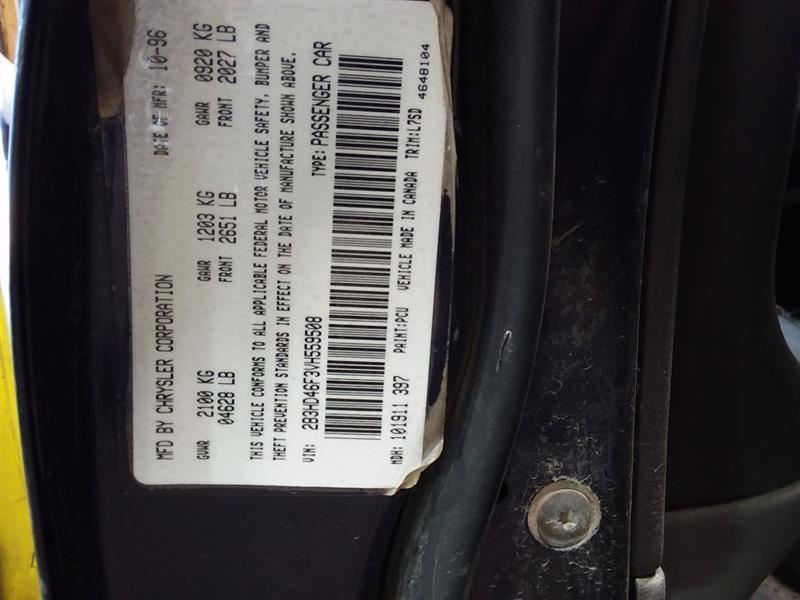 MFD BY CHRYSLER CORPORATION DATE OF MFR: 10-96
GVWR 2100 KG GAWR 1203 KG GAWR 0920 KG
04628 LB FRONT 2651 LB FRONT 2027 LB
THIS VEHICLE CONFORMS TO ALL APPLICABLE FEDERAL MOTOR VEHICLE SAFETY, BUMPER AND
THEFT PREVENTION STANDARDS IN EFFECT ON THE DATE OF MANUFACTURE SHOWN ABOVE.
VIN: 2B3HD46F3VH559508 TYPE: PASSENGER CAR
MDH: 101911 397 PAINT:PCU VEHICLE MADE IN CANADA TRIM:L7SD
4648104